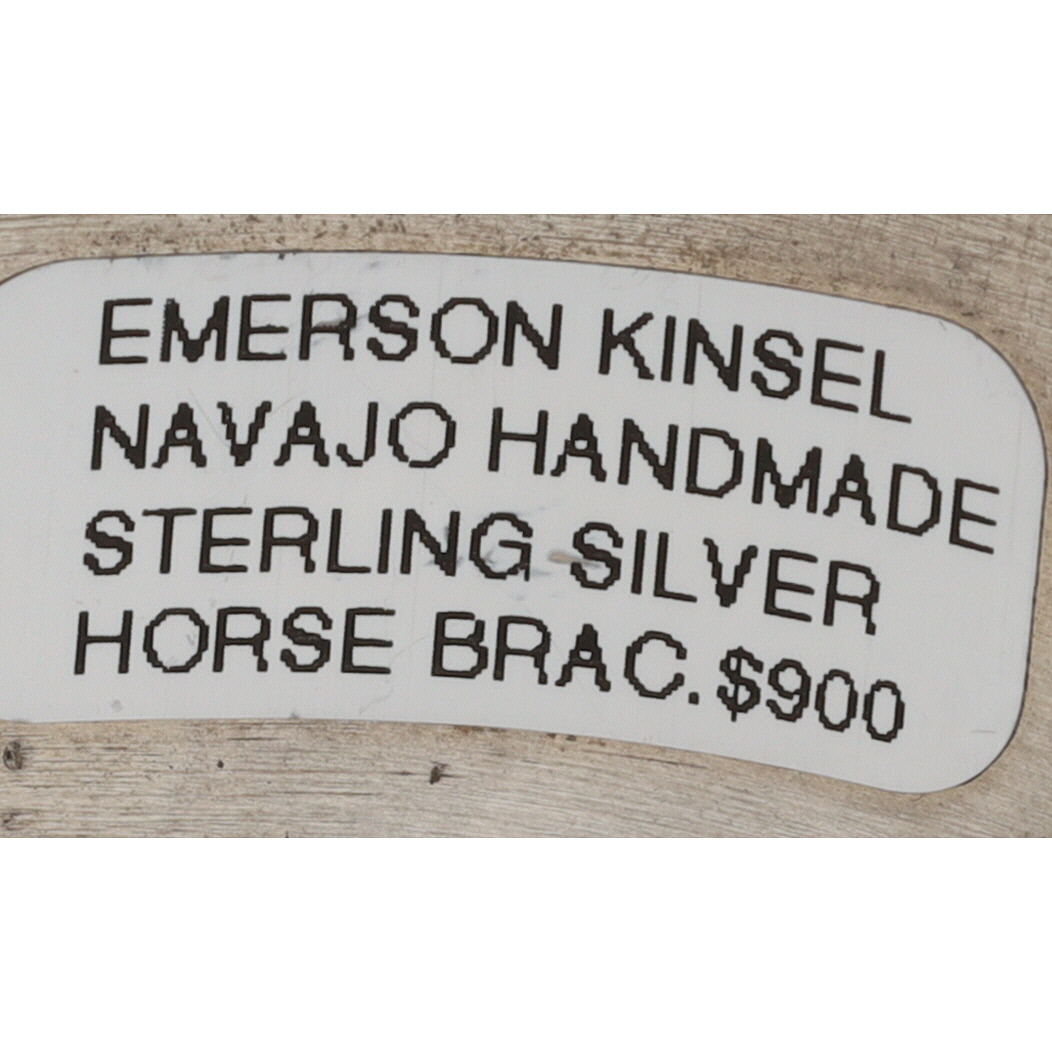 EMERSON KINSEL
NAVAJO HANDMADE
STERLING SILVER
HORSE BRAC.$900